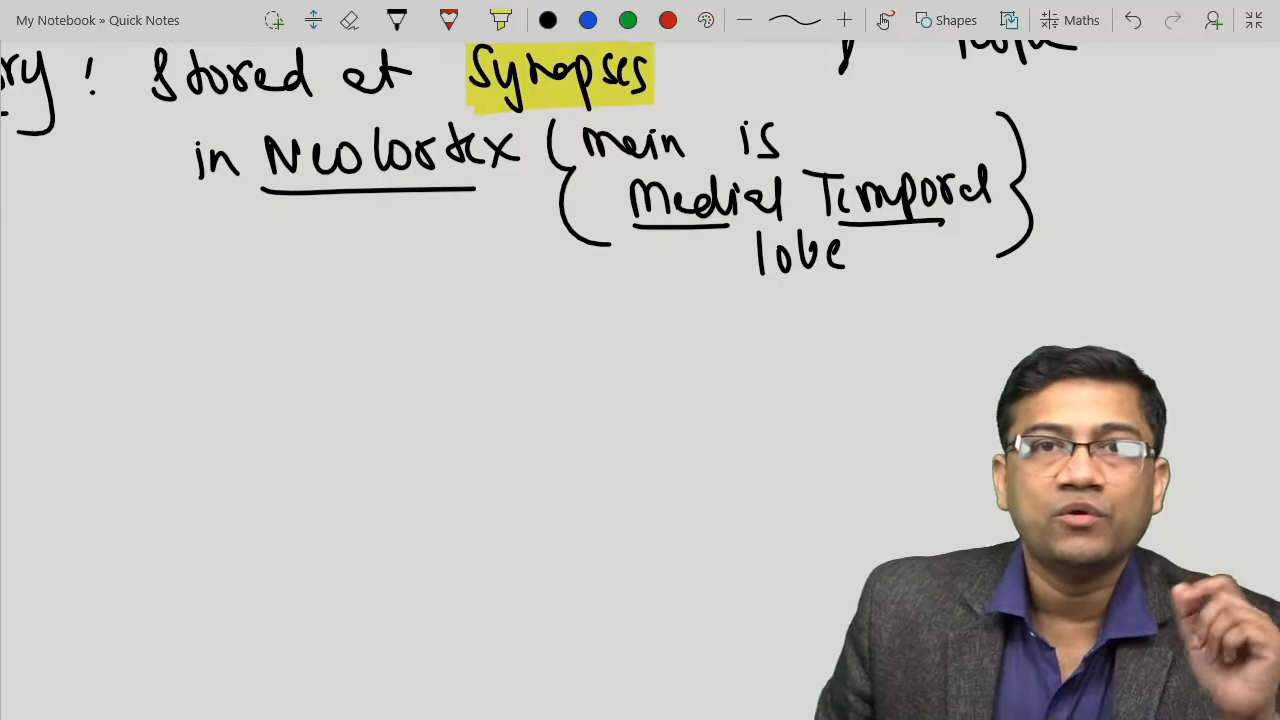 My Notebook » Quick Notes
Shapes
Maths
ry ! Stored at Synapses
in Neocortex ( main is
Medial Temporal
lobe